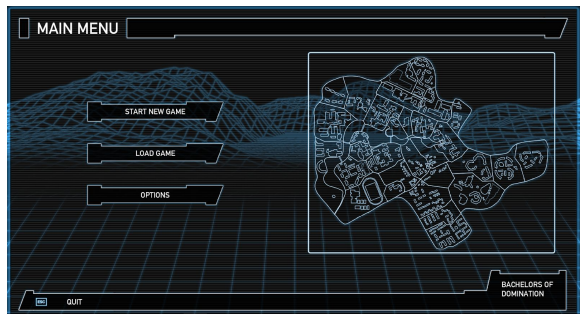 MAIN MENU
START NEW GAME
LOAD GAME
OPTIONS
ESC
QUIT
BACHELORS OF
DOMINATION